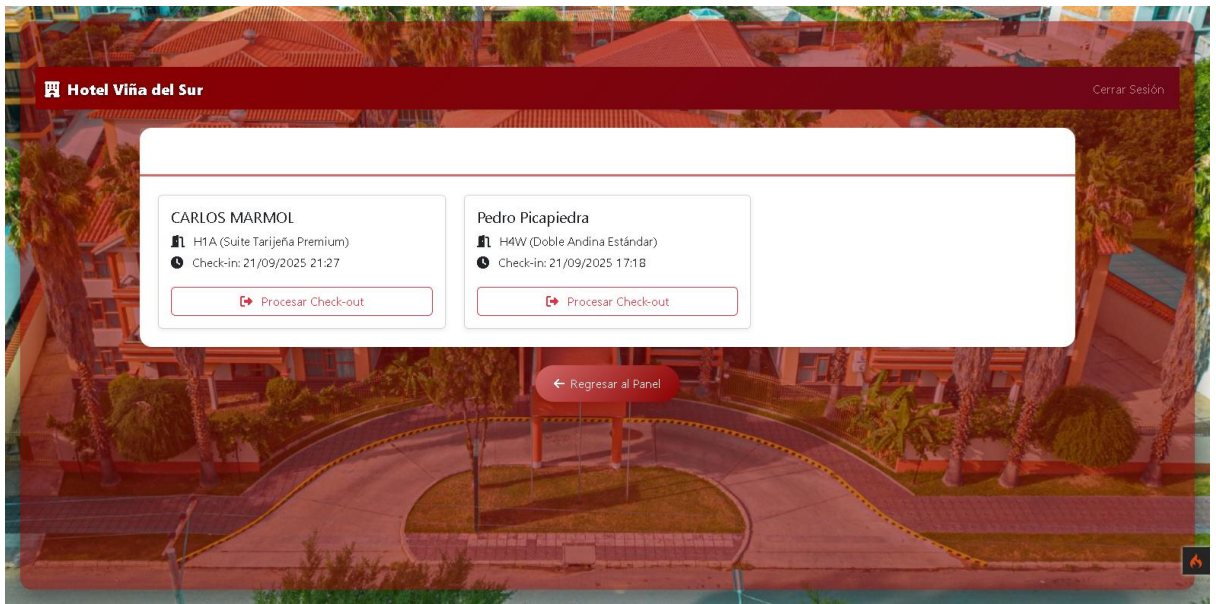 Hotel Viña del Sur
Cerrar Sesión
CARLOS MARMOL
H1A (Suite Tarijeña Premium)
Check-in: 21/09/2025 21:27
Procesar Check-out
Pedro Picapiedra
H4W (Doble Andina Estándar)
Check-in: 21/09/2025 17:18
Procesar Check-out
Regresar al Panel